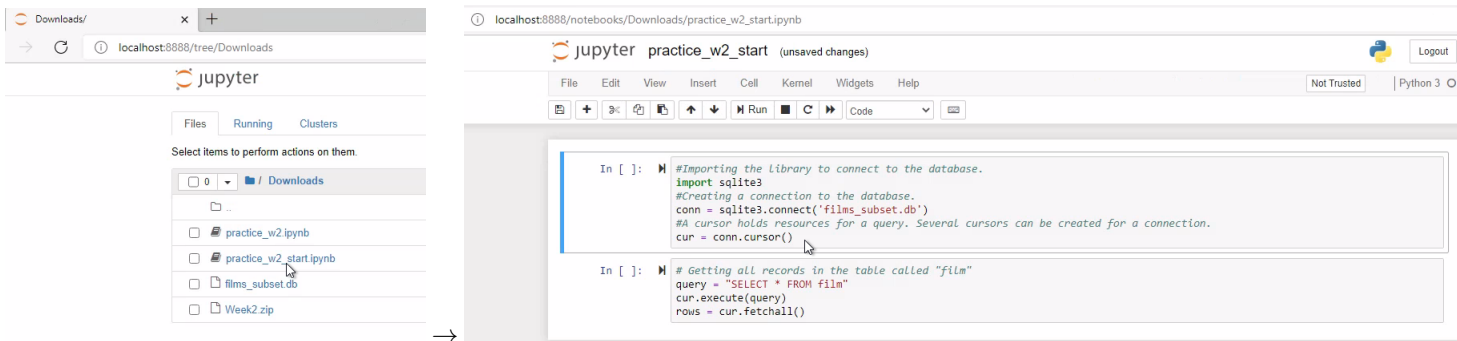 Downloads/
localhost:8888/tree/Downloads
jupyter
Files Running Clusters
Select items to perform actions on them.
0 / Downloads
..
practice_w2.ipynb
practice_w2_start.ipynb
films_subset.db
Week2.zip
→
localhost:8888/notebooks/Downloads/practice_w2_start.ipynb
jupyter practice_w2_start (unsaved changes)
Logout
File Edit View Insert Cell Kernel Widgets Help
Not Trusted Python 3
Run Code
In [ ]: #Importing the library to connect to the database.
import sqlite3
#Creating a connection to the database.
conn = sqlite3.connect('films_subset.db')
#A cursor holds resources for a query. Several cursors can be created for a connection.
cur = conn.cursor()
In [ ]: # Getting all records in the table called "film"
query = "SELECT * FROM film"
cur.execute(query)
rows = cur.fetchall()